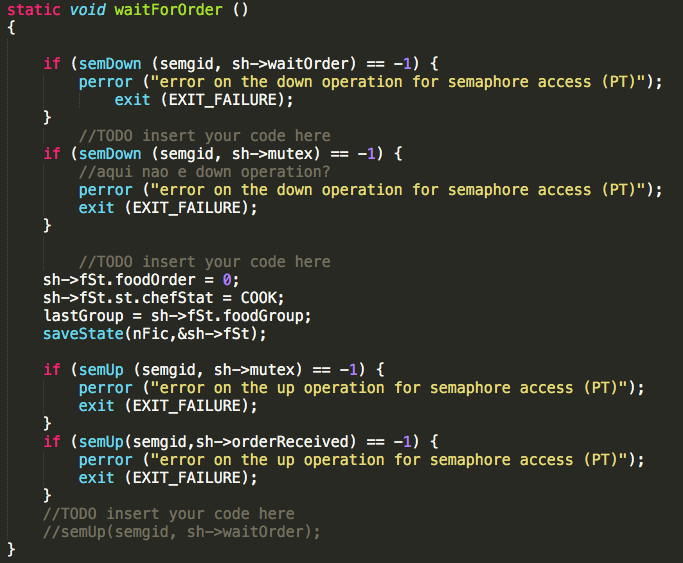 static void waitForOrder ()
{
if (semDown (semgid, sh->waitOrder) == -1) {
perror ("error on the down operation for semaphore access (PT)");
exit (EXIT_FAILURE);
}
//TODO insert your code here
if (semDown (semgid, sh->mutex) == -1) {
//aqui nao e down operation?
perror ("error on the down operation for semaphore access (PT)");
exit (EXIT_FAILURE);
}
//TODO insert your code here
sh->fSt.foodOrder = 0;
sh->fSt.st.chefStat = COOK;
lastGroup = sh->fSt.foodGroup;
saveState(nFic,&sh->fSt);
if (semUp (semgid, sh->mutex) == -1) {
perror ("error on the up operation for semaphore access (PT)");
exit (EXIT_FAILURE);
}
if (semUp(semgid,sh->orderReceived) == -1) {
perror ("error on the up operation for semaphore access (PT)");
exit (EXIT_FAILURE);
}
//TODO insert your code here
//semUp(semgid, sh->waitOrder);
}